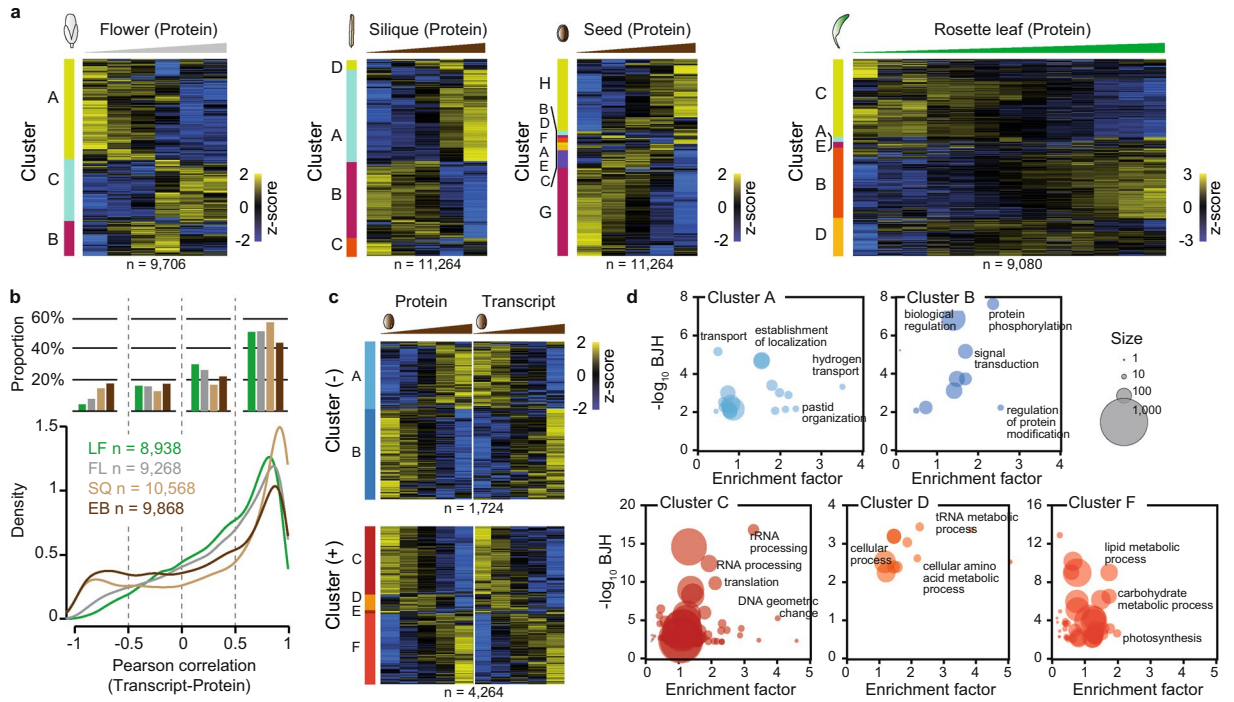 a
Flower (Protein)
Silique (Protein)
Seed (Protein)
Rosette leaf (Protein)
Cluster
A
C
B
2
0
-2
z-score
n = 9,706
Cluster
D
A
B
C
n = 11,264
Cluster
H
B
D
F
A
E
C
G
2
0
-2
z-score
n = 11,264
Cluster
C
A
E
B
D
3
0
-3
z-score
n = 9,080
b
Proportion
60%
40%
20%
1.5
1
0.5
0
Density
LF n = 8,938
FL n = 9,268
SQ n = 10,568
EB n = 9,868
-1
-0.5
0
0.5
1
Pearson correlation
(Transcript-Protein)
c
Protein
Transcript
Cluster (-)
A
B
2
0
-2
z-score
n = 1,724
Cluster (+)
C
D
E
F
n = 4,264
d
Cluster A
8
6
4
2
0
-log10 BJH
transport
establishment
of localization
hydrogen
transport
pastid
organization
0 1 2 3 4
Enrichment factor
Cluster B
8
6
4
2
0
biological
regulation
protein
phosphorylation
signal
transduction
regulation
of protein
modification
0 1 2 3 4
Enrichment factor
Size
1
10
100
1,000
Cluster C
20
15
10
5
0
-log10 BJH
rRNA
processing
RNA processing
translation
DNA geometric
change
0 1 2 3 4 5
Enrichment factor
Cluster D
4
3
2
1
0
tRNA metabolic
process
cellular
process
cellular amino
acid metabolic
process
0 1 2 3 4 5
Enrichment factor
Cluster F
16
12
8
4
0
lipid metabolic
process
carbohydrate
metabolic process
photosynthesis
0 1 2 3 4 5
Enrichment factor